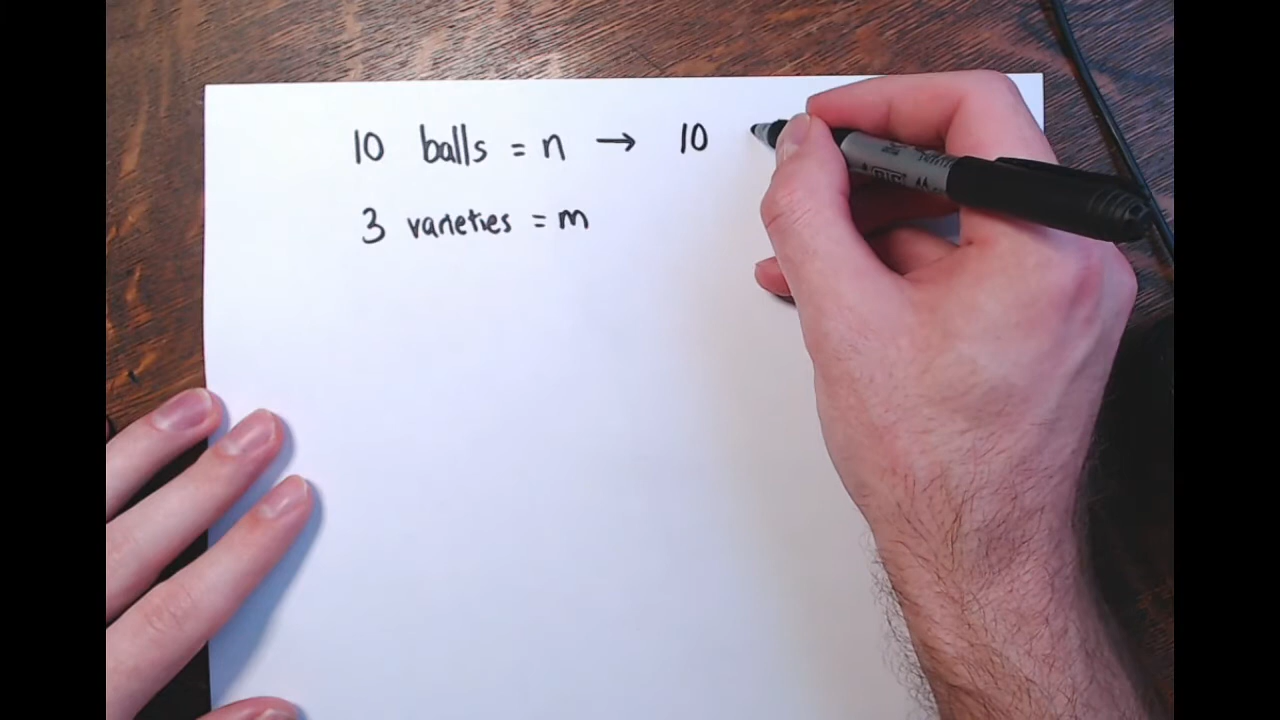 10 balls = n → 10
3 varieties = m